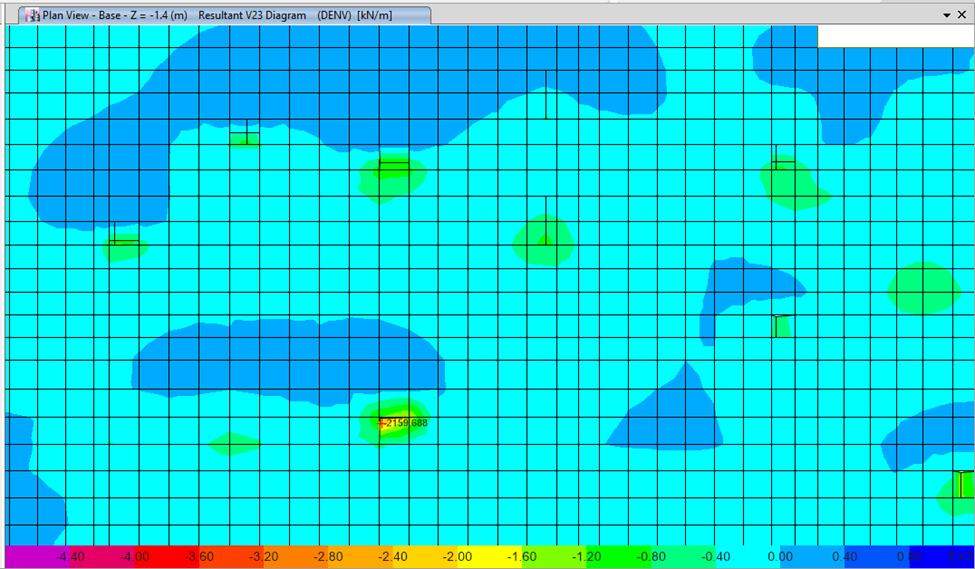 Plan View - Base - Z = -1.4 (m) Resultant V23 Diagram (DENV) [kN/m]
-2159.688
-4.40 -4.00 -3.60 -3.20 -2.80 -2.40 -2.00 -1.60 -1.20 -0.80 -0.40 0.00 0.40 0.80